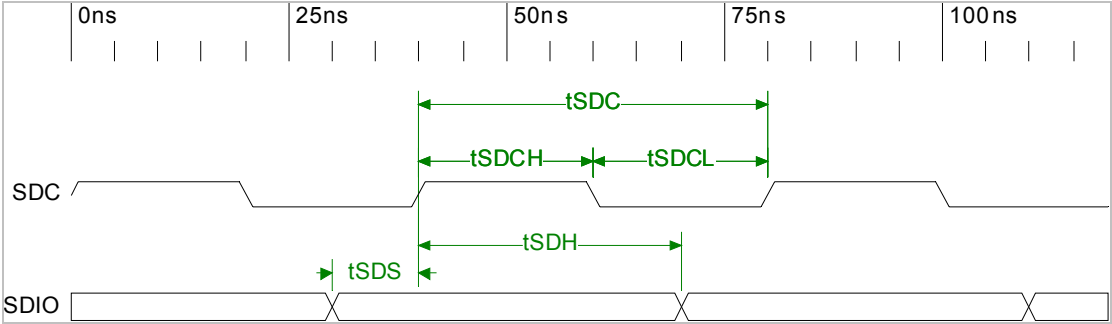 0ns 25ns 50ns 75ns 100ns
tSDC
tSDCH tSDCL
SDC
tSDH
tSDS
SDIO